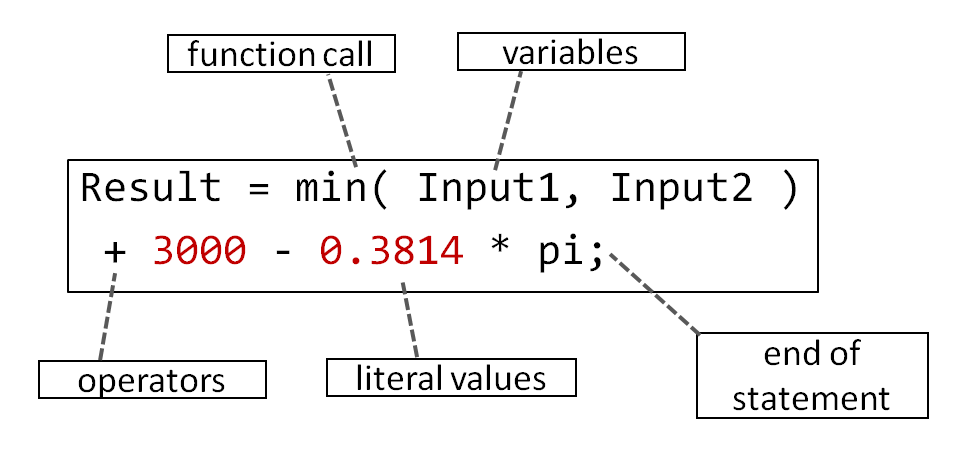 function call
variables
Result = min( Input1, Input2 )
+ 3000 - 0.3814 * pi;
operators
literal values
end of
statement